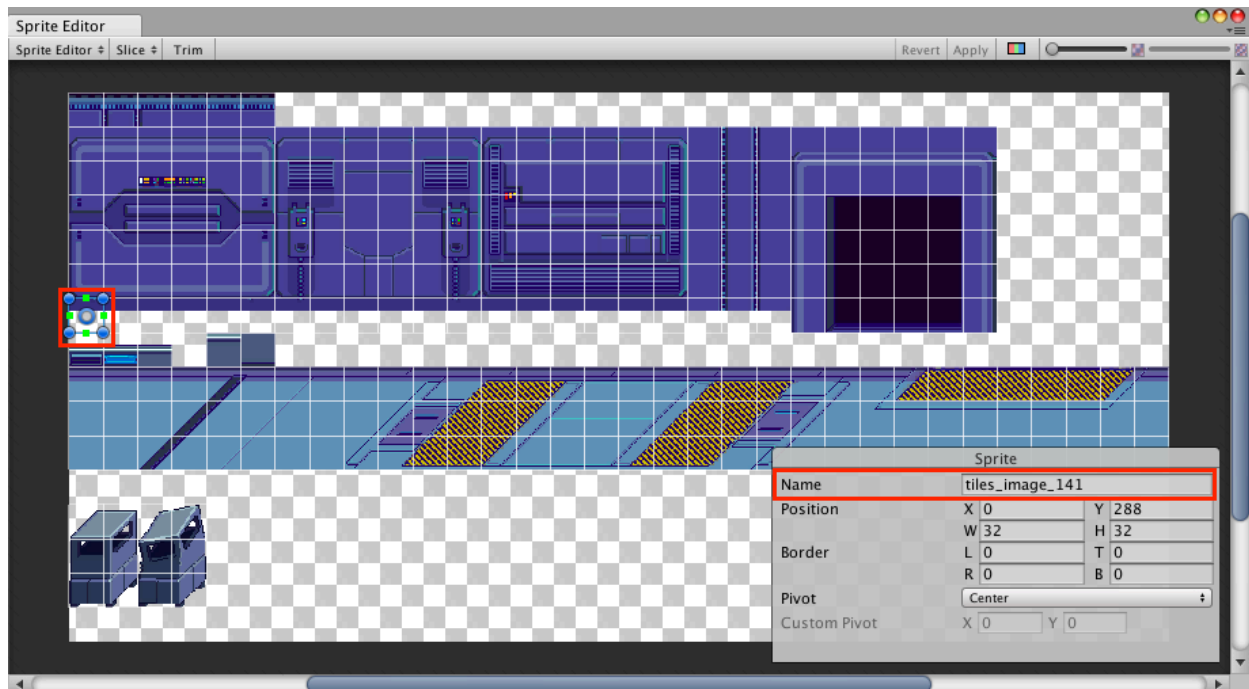 Sprite Editor
Sprite Editor Slice Trim Revert Apply
Sprite
Name tiles_image_141
Position X 0 Y 288
W 32 H 32
Border L 0 T 0
R 0 B 0
Pivot Center
Custom Pivot X 0 Y 0